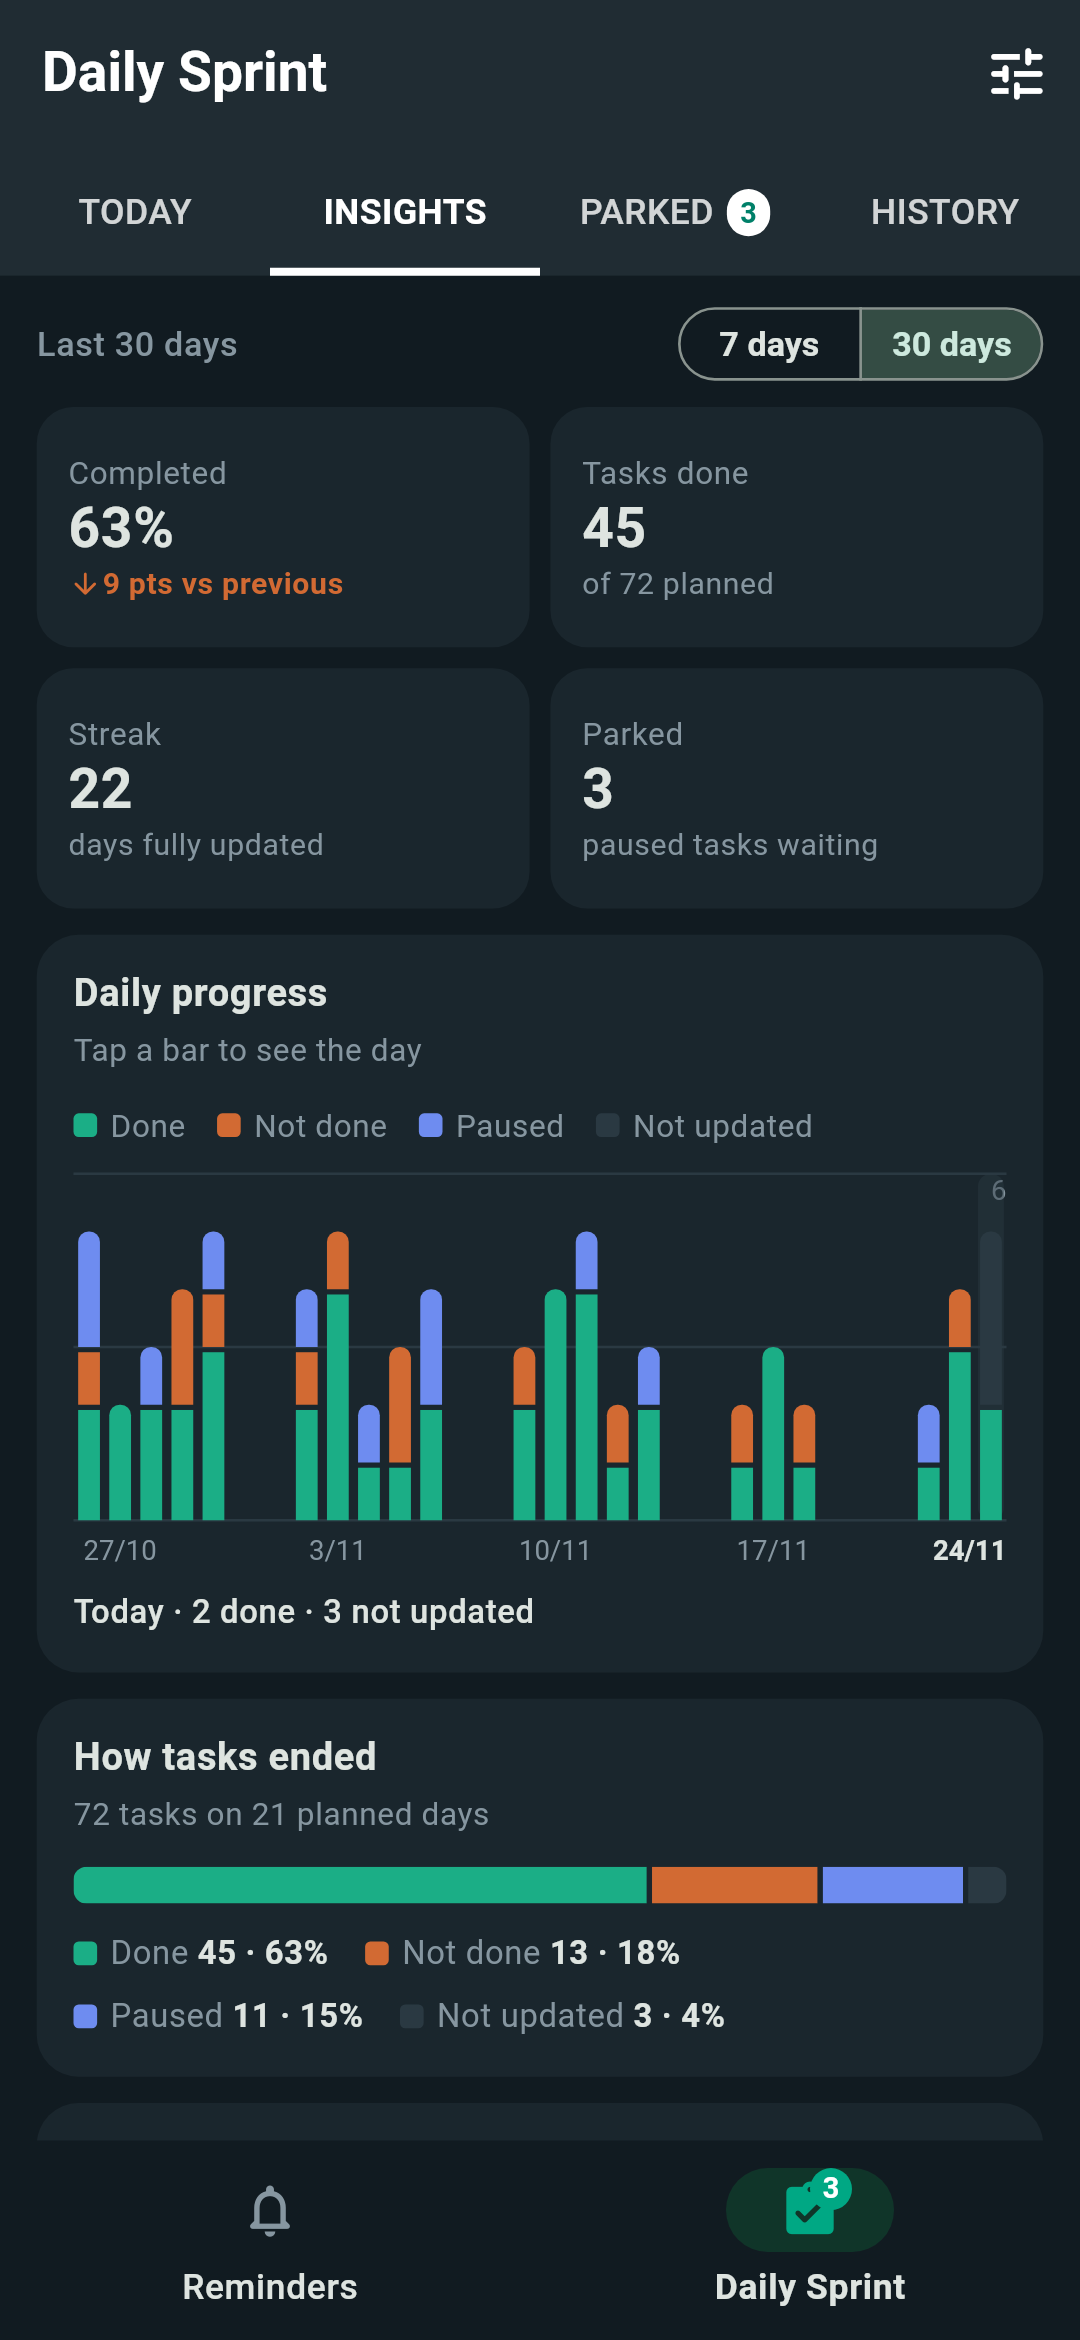 Daily Sprint
TODAY INSIGHTS PARKED 3 HISTORY
Last 30 days 7 days 30 days
Completed
63%
↓ 9 pts vs previous
Tasks done
45
of 72 planned
Streak
22
days fully updated
Parked
3
paused tasks waiting
Daily progress
Tap a bar to see the day
Done Not done Paused Not updated
6
27/10 3/11 10/11 17/11 24/11
Today · 2 done · 3 not updated
How tasks ended
72 tasks on 21 planned days
Done 45 · 63% Not done 13 · 18%
Paused 11 · 15% Not updated 3 · 4%
3
Reminders Daily Sprint